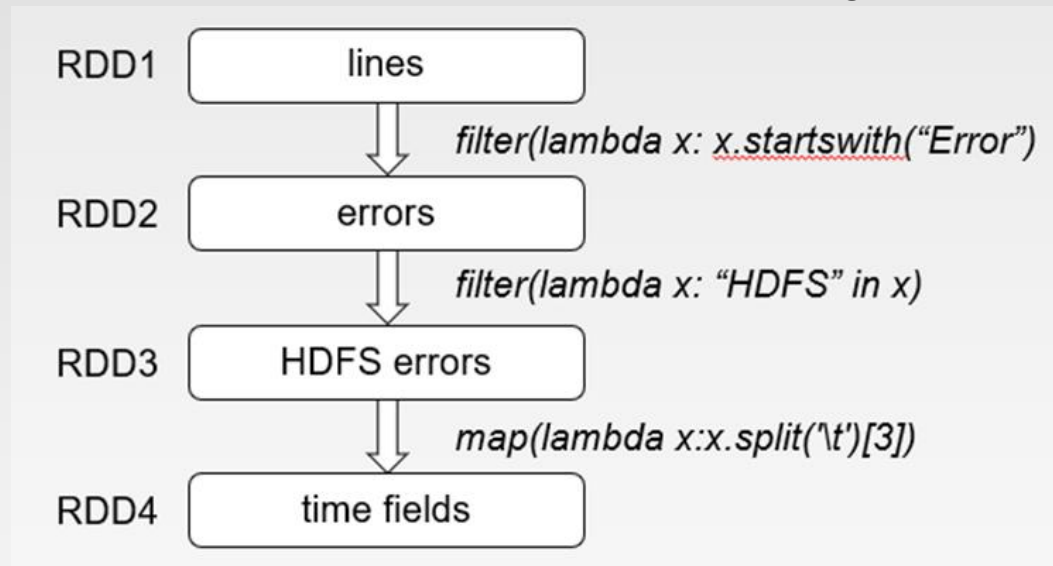 RDD1 lines
filter(lambda x: x.startswith(“Error”)
RDD2 errors
filter(lambda x: “HDFS” in x)
RDD3 HDFS errors
map(lambda x:x.split('\t')[3])
RDD4 time fields